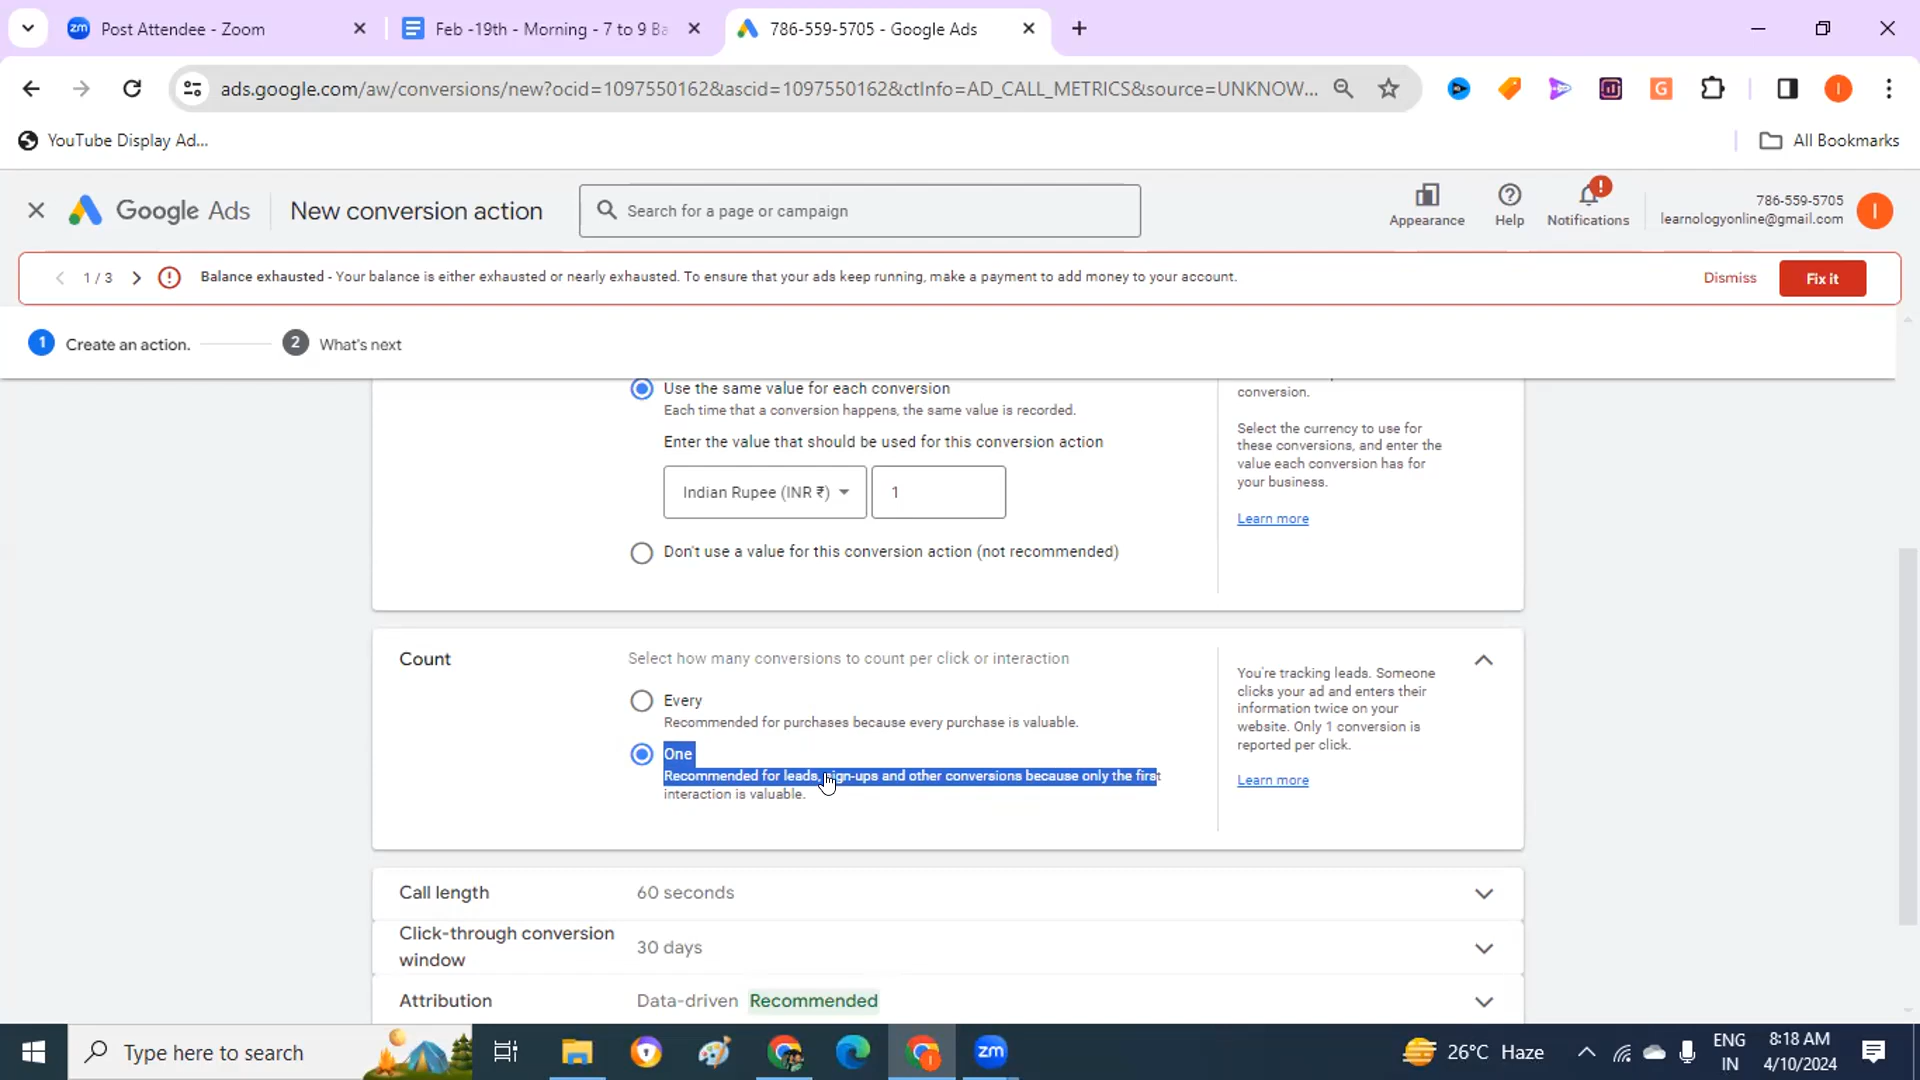 Post Attendee - Zoom
Feb -19th - Morning - 7 to 9 Ba
786-559-5705 - Google Ads
ads.google.com/aw/conversions/new?ocid=1097550162&ascid=1097550162&ctInfo=AD_CALL_METRICS&source=UNKNOW...
YouTube Display Ad...
All Bookmarks
Google Ads
New conversion action
Search for a page or campaign
Appearance
Help
Notifications
786-559-5705
learnologyonline@gmail.com
I
1 / 3
Balance exhausted - Your balance is either exhausted or nearly exhausted. To ensure that your ads keep running, make a payment to add money to your account.
Dismiss
Fix it
1 Create an action.
2 What's next
Use the same value for each conversion
Each time that a conversion happens, the same value is recorded.
Enter the value that should be used for this conversion action
Indian Rupee (INR ₹)
1
Don't use a value for this conversion action (not recommended)
conversion.
Select the currency to use for
these conversions, and enter the
value each conversion has for
your business.
Learn more
Count
Select how many conversions to count per click or interaction
Every
Recommended for purchases because every purchase is valuable.
One
Recommended for leads, sign-ups and other conversions because only the first
interaction is valuable.
You're tracking leads. Someone
clicks your ad and enters their
information twice on your
website. Only 1 conversion is
reported per click.
Learn more
Call length
60 seconds
Click-through conversion
window
30 days
Attribution
Data-driven Recommended
Type here to search
zm
26°C Haze
ENG
IN
8:18 AM
4/10/2024